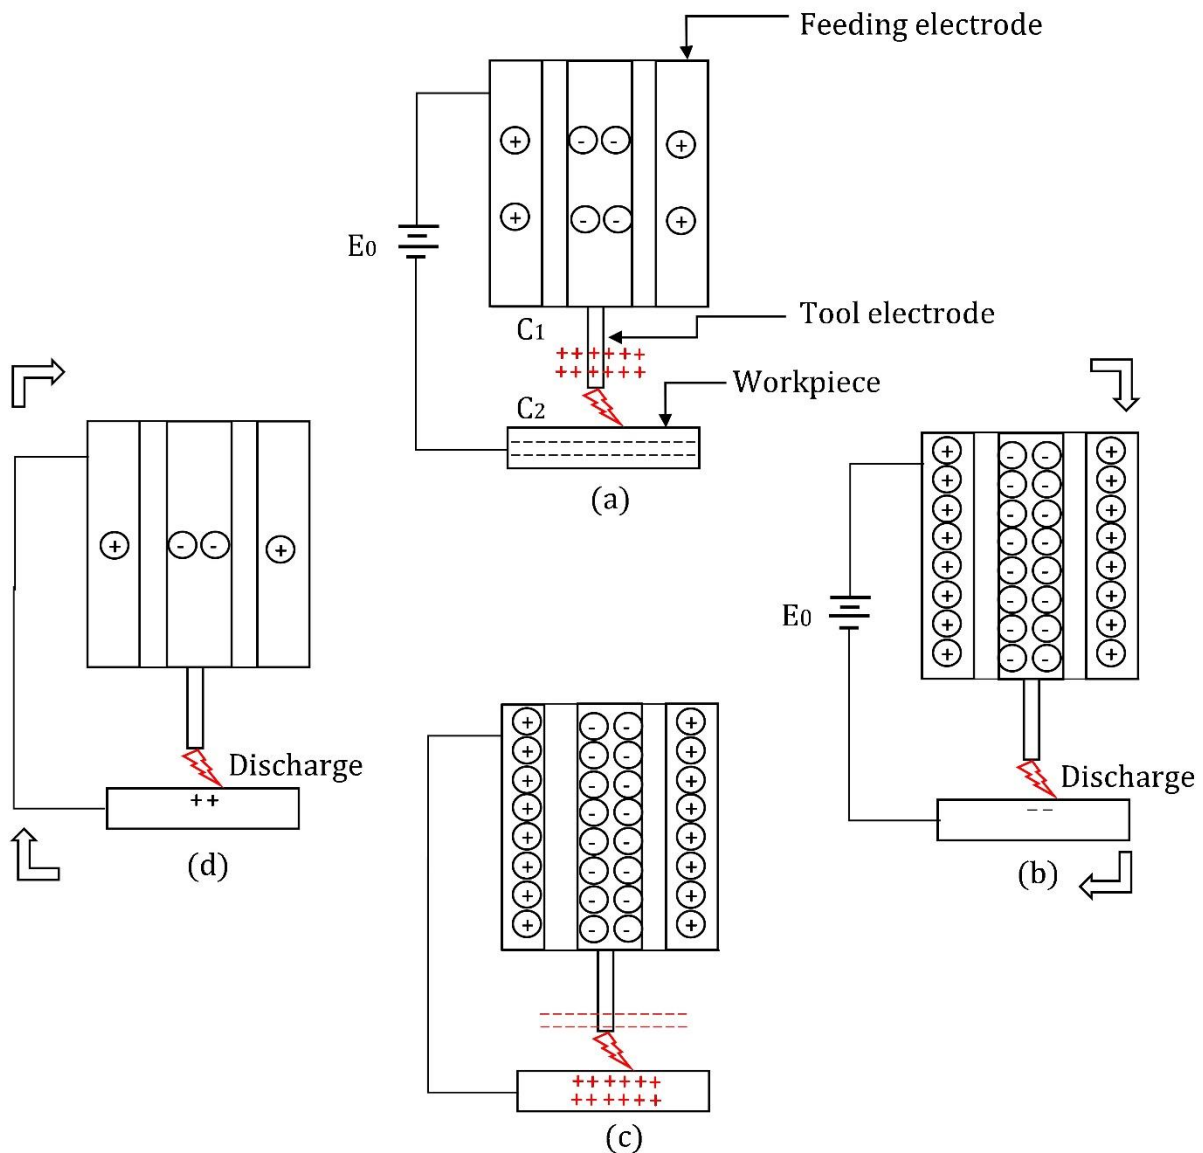 Feeding electrode
+ - - +
+ - - +
E0
C1
Tool electrode
++++++
++++++
Workpiece
C2
------------
------------
(a)
+ - - +
Discharge
++
(d)
+ - - +
+ - - +
+ - - +
+ - - +
+ - - +
+ - - +
+ - - +
+ - - +
E0
Discharge
--
(b)
+ - - +
+ - - +
+ - - +
+ - - +
+ - - +
+ - - +
+ - - +
+ - - +
------------
------------
++++++
++++++
(c)